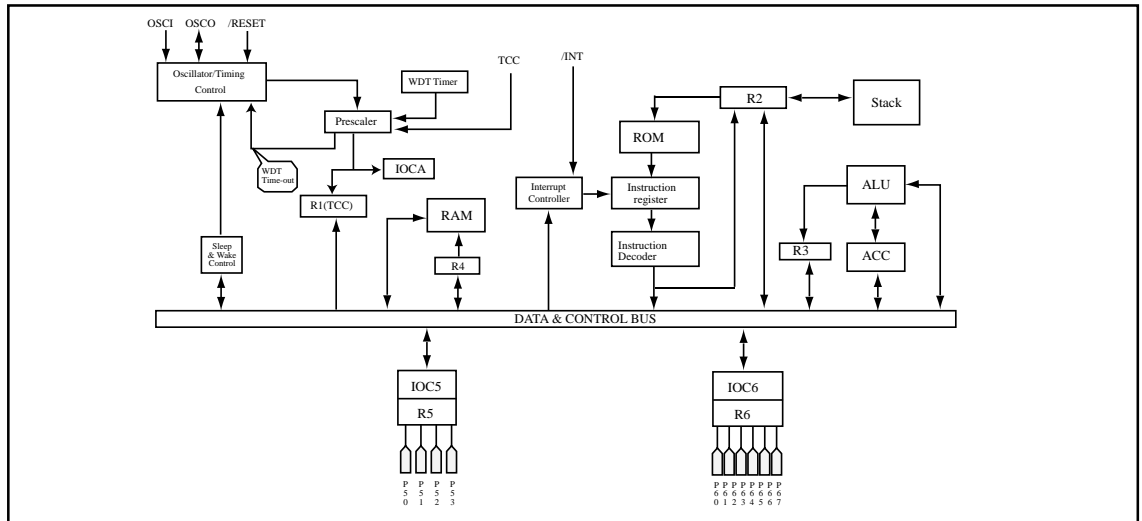 OSCI OSCO /RESET
TCC
/INT
Oscillator/Timing
Control
WDT Timer
Prescaler
WDT
Time-out
IOCA
R1(TCC)
Sleep
& Wake
Control
RAM
R4
Interrupt
Controller
R2
Stack
ROM
Instruction
register
Instruction
Decoder
ALU
R3
ACC
DATA & CONTROL BUS
IOC5
R5
P50 P51 P52 P53
IOC6
R6
P60 P61 P62 P63 P64 P65 P66 P67